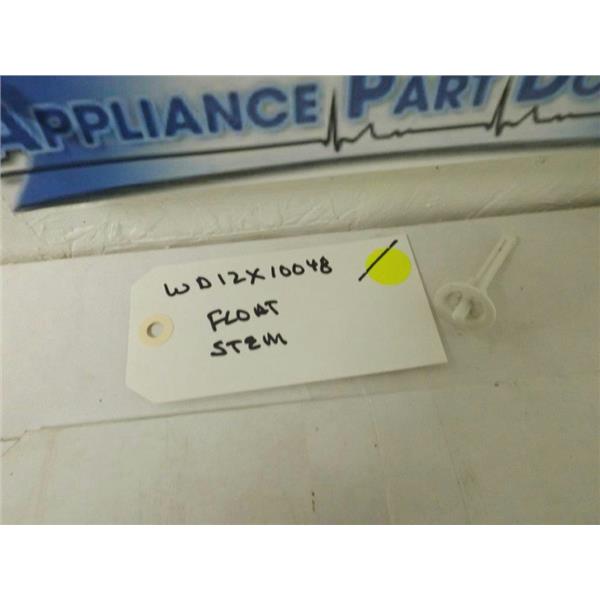 APPLIANCE PART
WD12X10048
FLOAT
STEM